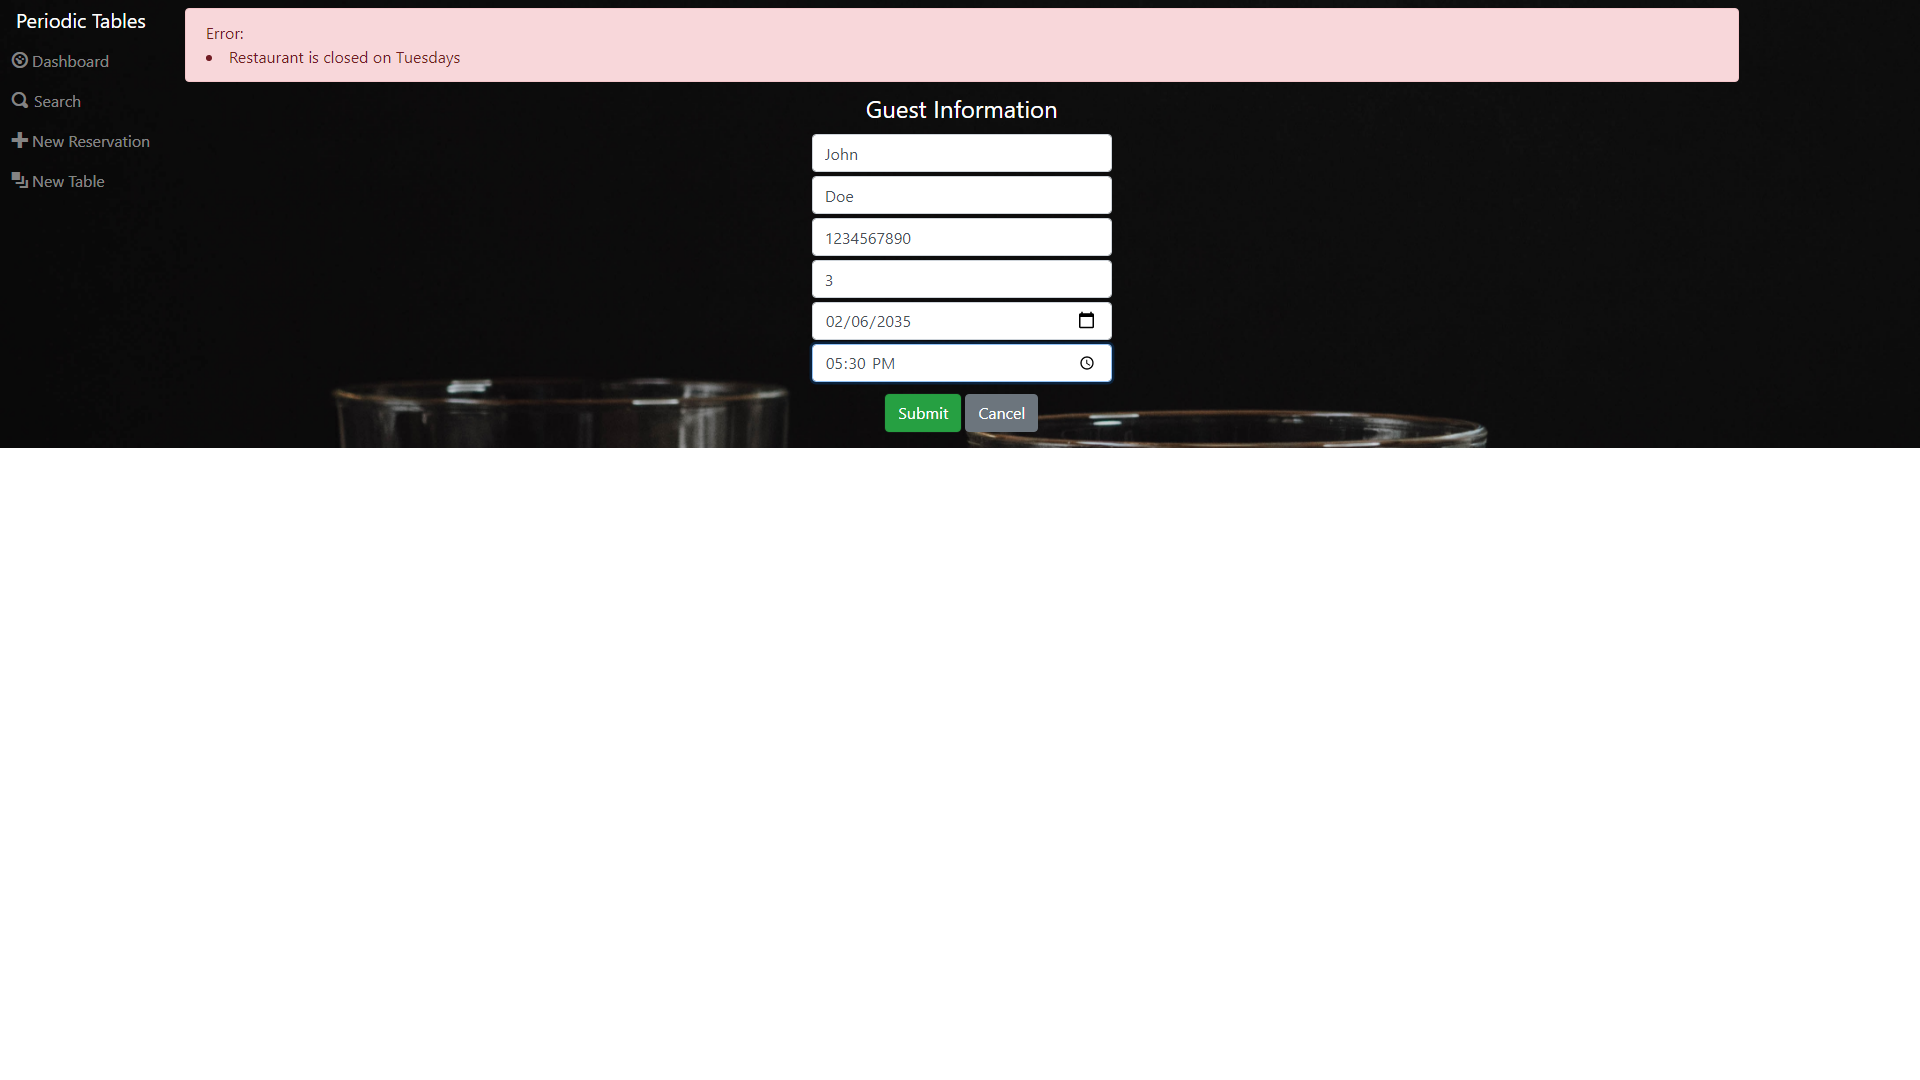 Periodic Tables
Dashboard
Search
New Reservation
New Table
Error:
• Restaurant is closed on Tuesdays
Guest Information
John
Doe
1234567890
3
02/06/2035
05:30 PM
Submit Cancel